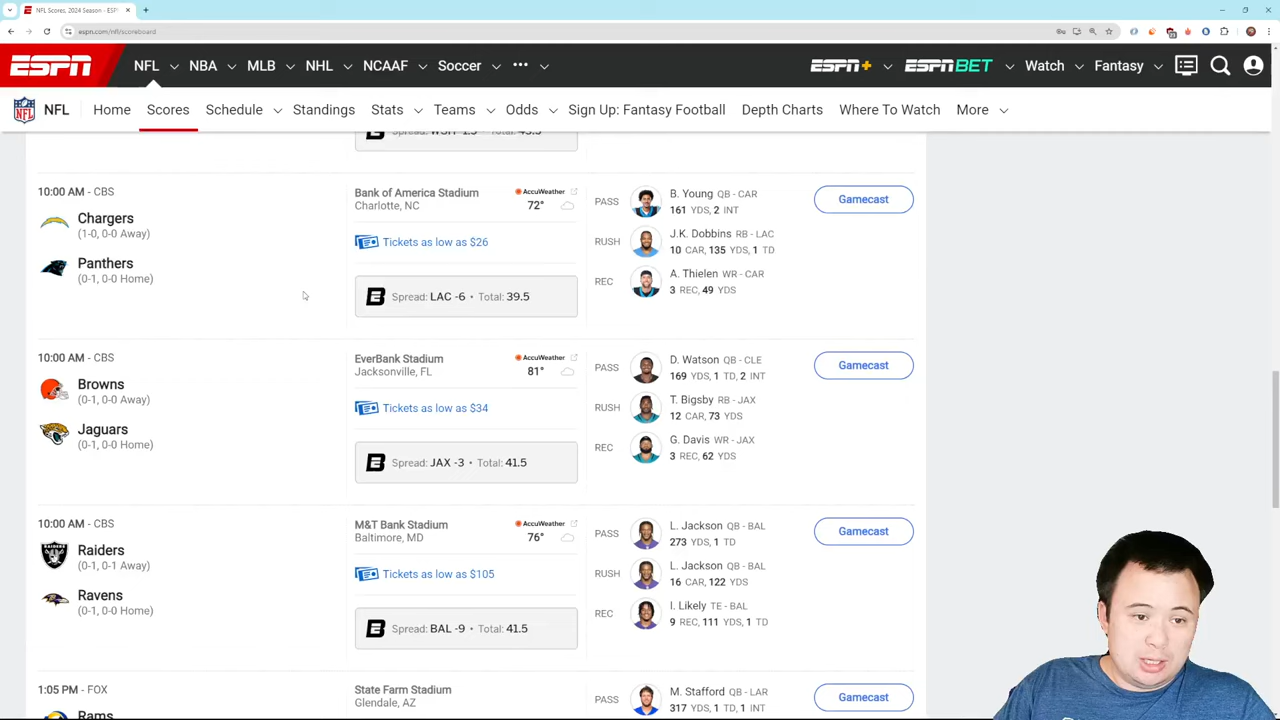 NFL Scores, 2024 Season - ESP
espn.com/nfl/scoreboard
ESPN
NFL
NBA
MLB
NHL
NCAAF
Soccer
•••
ESPN+
ESPN BET
Watch
Fantasy
NFL
Home
Scores
Schedule
Standings
Stats
Teams
Odds
Sign Up: Fantasy Football
Depth Charts
Where To Watch
More
10:00 AM - CBS
Chargers
(1-0, 0-0 Away)
Panthers
(0-1, 0-0 Home)
Bank of America Stadium
Charlotte, NC
AccuWeather
72°
Tickets as low as $26
Spread: LAC -6 • Total: 39.5
PASS
B. Young QB - CAR
161 YDS, 2 INT
RUSH
J.K. Dobbins RB - LAC
10 CAR, 135 YDS, 1 TD
REC
A. Thielen WR - CAR
3 REC, 49 YDS
Gamecast
10:00 AM - CBS
Browns
(0-1, 0-0 Away)
Jaguars
(0-1, 0-0 Home)
EverBank Stadium
Jacksonville, FL
AccuWeather
81°
Tickets as low as $34
Spread: JAX -3 • Total: 41.5
PASS
D. Watson QB - CLE
169 YDS, 1 TD, 2 INT
RUSH
T. Bigsby RB - JAX
12 CAR, 73 YDS
REC
G. Davis WR - JAX
3 REC, 62 YDS
Gamecast
10:00 AM - CBS
Raiders
(0-1, 0-1 Away)
Ravens
(0-1, 0-0 Home)
M&T Bank Stadium
Baltimore, MD
AccuWeather
76°
Tickets as low as $105
Spread: BAL -9 • Total: 41.5
PASS
L. Jackson QB - BAL
273 YDS, 1 TD
RUSH
L. Jackson QB - BAL
16 CAR, 122 YDS
REC
I. Likely TE - BAL
9 REC, 111 YDS, 1 TD
Gamecast
1:05 PM - FOX
Rams
State Farm Stadium
Glendale, AZ
PASS
M. Stafford QB - LAR
317 YDS, 1 TD, 1 INT
Gamecast